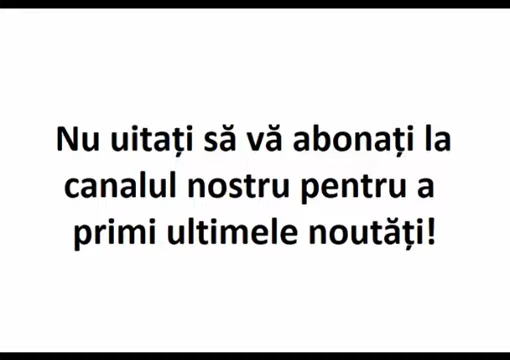 Nu uitați să vă abonați la
canalul nostru pentru a
primi ultimele noutăți!